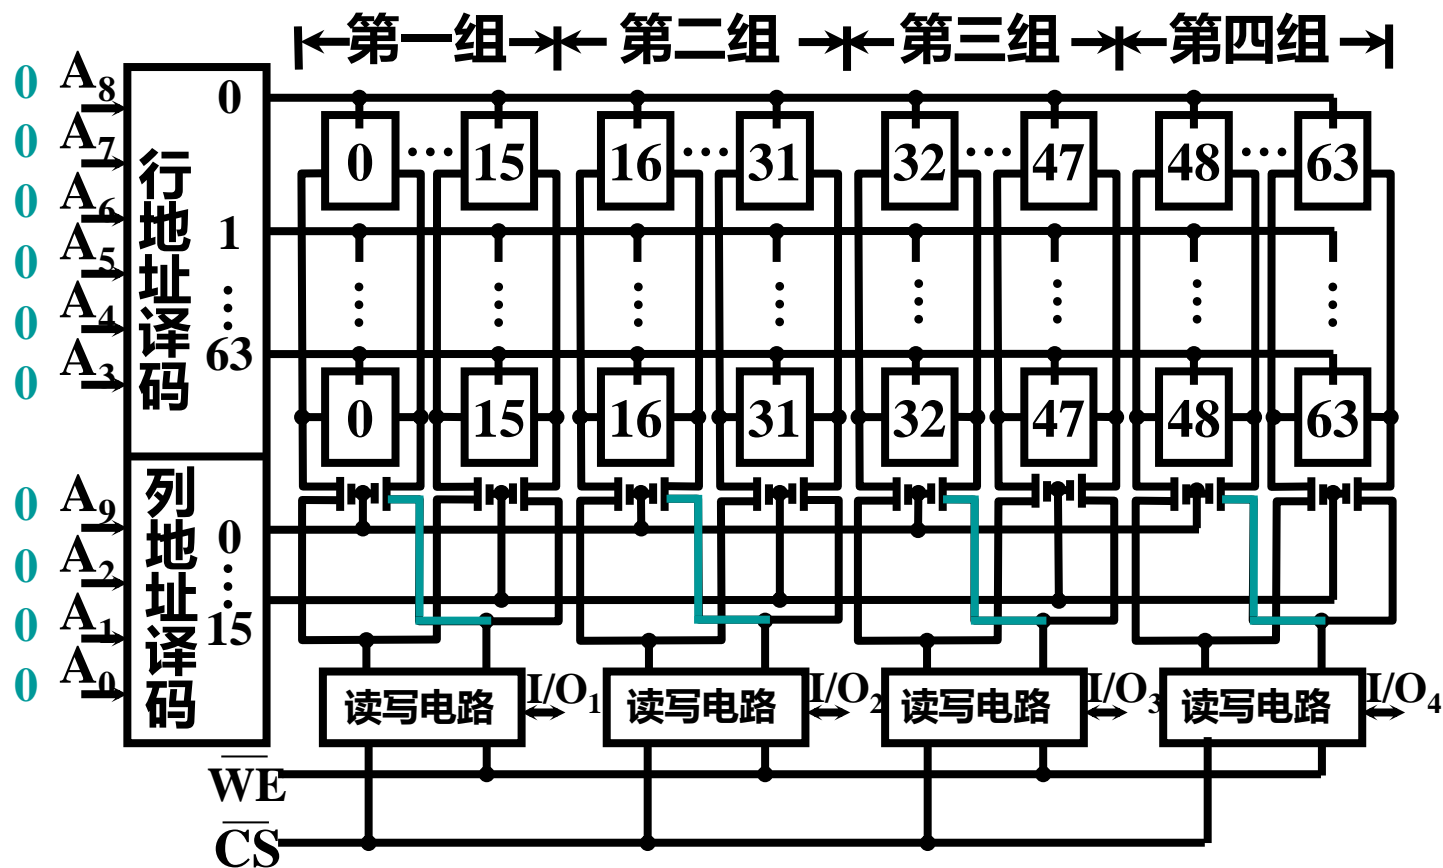 第一组 第二组 第三组 第四组
0 A8 0
0 A7
0 15 16 31 32 47 48 63
0 A6
行地址译码
1
0 A5
0 A4
63
0 A3
0 15 16 31 32 47 48 63
0 A9 0
0 A2
列地址译码
0 A1 15
0 A0
读写电路 I/O1 读写电路 I/O2 读写电路 I/O3 读写电路 I/O4
W̅E̅
C̅S̅